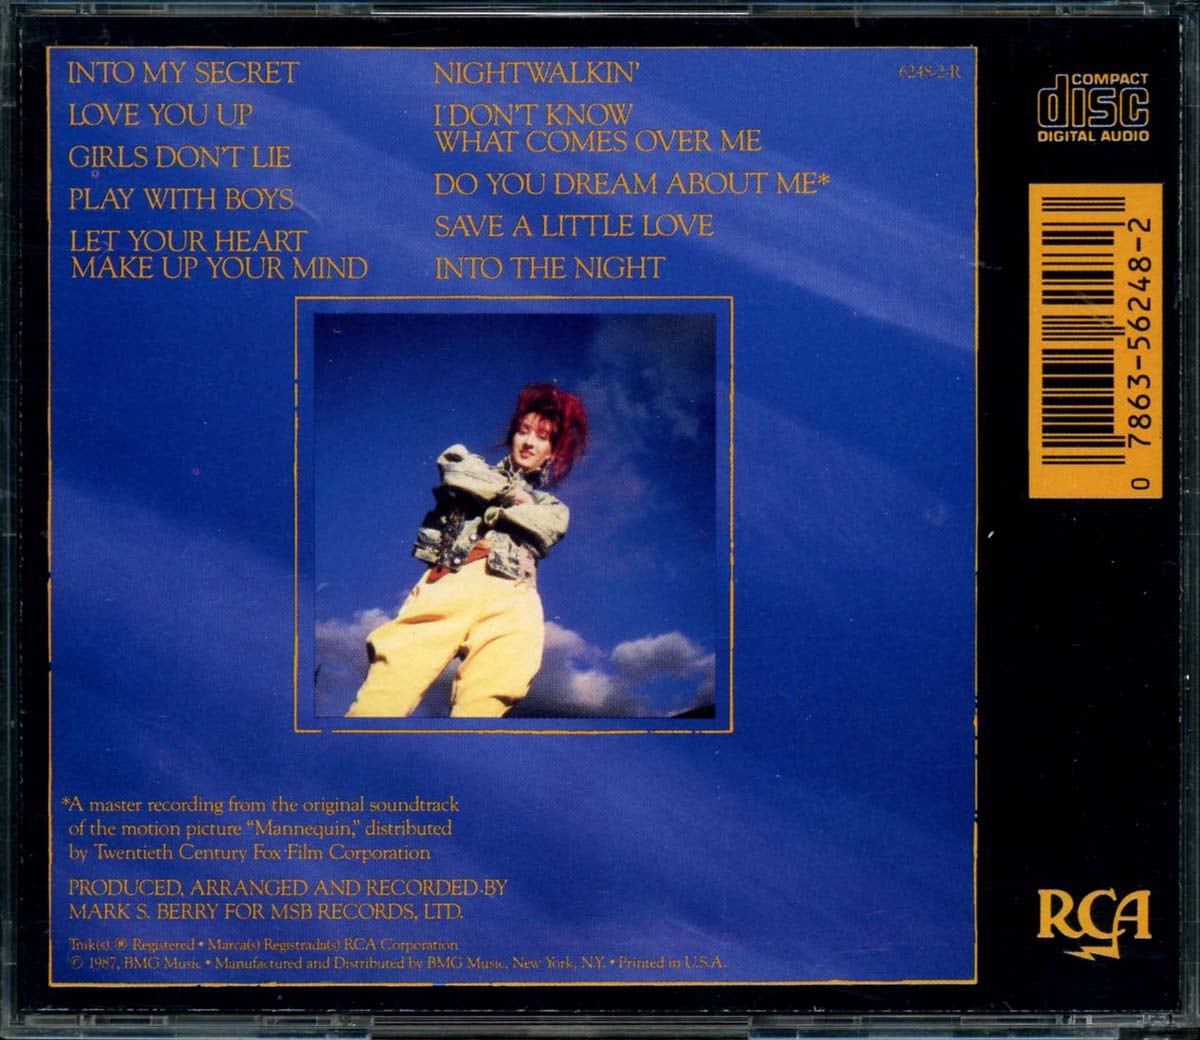 INTO MY SECRET
LOVE YOU UP
GIRLS DON'T LIE
PLAY WITH BOYS
LET YOUR HEART
MAKE UP YOUR MIND
NIGHTWALKIN'
I DON'T KNOW
WHAT COMES OVER ME
DO YOU DREAM ABOUT ME*
SAVE A LITTLE LOVE
INTO THE NIGHT
6248-2-R
COMPACT
disc
DIGITAL AUDIO
0 7863-56248-2
*A master recording from the original soundtrack
of the motion picture "Mannequin," distributed
by Twentieth Century Fox Film Corporation
PRODUCED, ARRANGED AND RECORDED BY
MARK S. BERRY FOR MSB RECORDS, LTD.
Tmk(s) ® Registered • Marca(s) Registrada(s) RCA Corporation
© 1987, BMG Music • Manufactured and Distributed by BMG Music, New York, N.Y. • Printed in U.S.A.
RCA